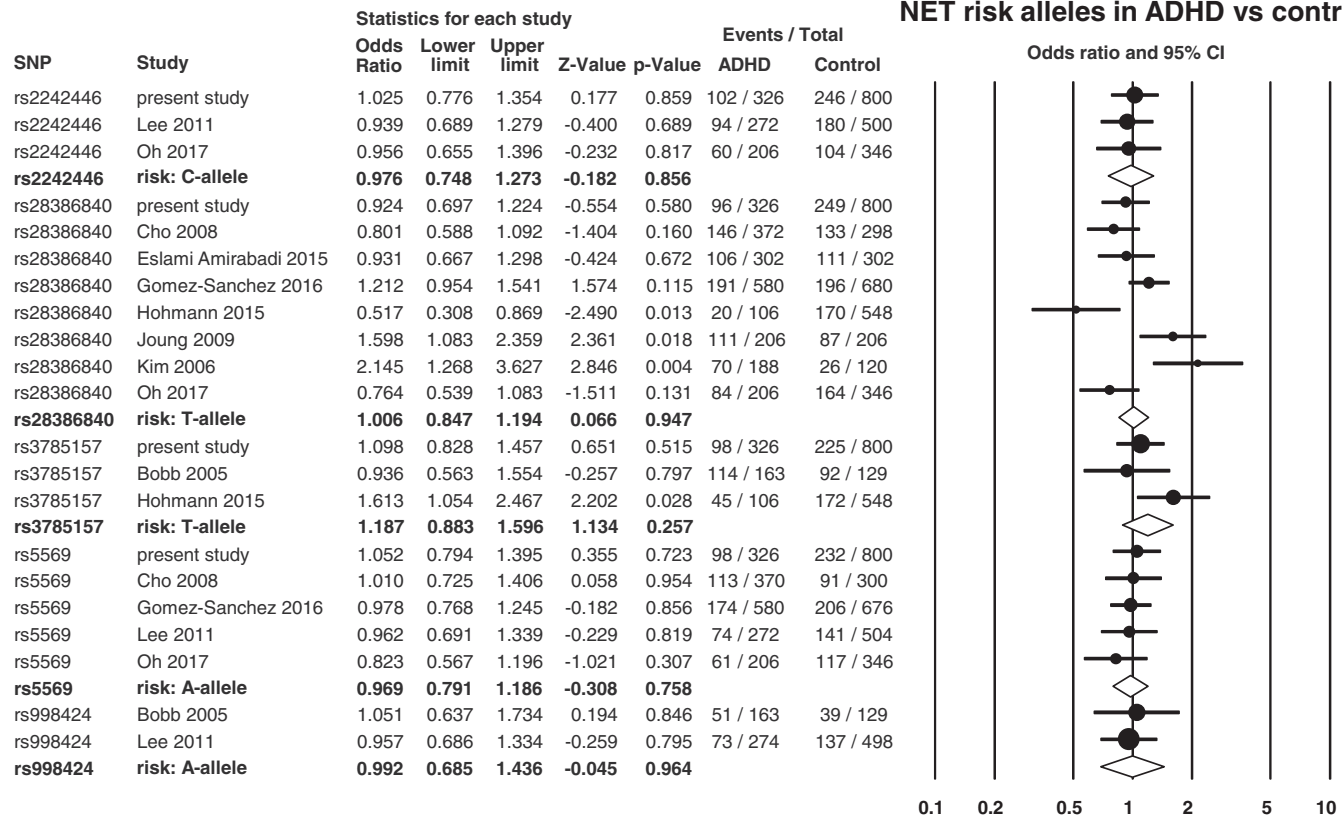 NET risk alleles in ADHD vs contr
Statistics for each study
Events / Total
Odds ratio and 95% CI
SNP Study Odds Ratio Lower limit Upper limit Z-Value p-Value ADHD Control
rs2242446 present study 1.025 0.776 1.354 0.177 0.859 102 / 326 246 / 800
rs2242446 Lee 2011 0.939 0.689 1.279 -0.400 0.689 94 / 272 180 / 500
rs2242446 Oh 2017 0.956 0.655 1.396 -0.232 0.817 60 / 206 104 / 346
rs2242446 risk: C-allele 0.976 0.748 1.273 -0.182 0.856
rs28386840 present study 0.924 0.697 1.224 -0.554 0.580 96 / 326 249 / 800
rs28386840 Cho 2008 0.801 0.588 1.092 -1.404 0.160 146 / 372 133 / 298
rs28386840 Eslami Amirabadi 2015 0.931 0.667 1.298 -0.424 0.672 106 / 302 111 / 302
rs28386840 Gomez-Sanchez 2016 1.212 0.954 1.541 1.574 0.115 191 / 580 196 / 680
rs28386840 Hohmann 2015 0.517 0.308 0.869 -2.490 0.013 20 / 106 170 / 548
rs28386840 Joung 2009 1.598 1.083 2.359 2.361 0.018 111 / 206 87 / 206
rs28386840 Kim 2006 2.145 1.268 3.627 2.846 0.004 70 / 188 26 / 120
rs28386840 Oh 2017 0.764 0.539 1.083 -1.511 0.131 84 / 206 164 / 346
rs28386840 risk: T-allele 1.006 0.847 1.194 0.066 0.947
rs3785157 present study 1.098 0.828 1.457 0.651 0.515 98 / 326 225 / 800
rs3785157 Bobb 2005 0.936 0.563 1.554 -0.257 0.797 114 / 163 92 / 129
rs3785157 Hohmann 2015 1.613 1.054 2.467 2.202 0.028 45 / 106 172 / 548
rs3785157 risk: T-allele 1.187 0.883 1.596 1.134 0.257
rs5569 present study 1.052 0.794 1.395 0.355 0.723 98 / 326 232 / 800
rs5569 Cho 2008 1.010 0.725 1.406 0.058 0.954 113 / 370 91 / 300
rs5569 Gomez-Sanchez 2016 0.978 0.768 1.245 -0.182 0.856 174 / 580 206 / 676
rs5569 Lee 2011 0.962 0.691 1.339 -0.229 0.819 74 / 272 141 / 504
rs5569 Oh 2017 0.823 0.567 1.196 -1.021 0.307 61 / 206 117 / 346
rs5569 risk: A-allele 0.969 0.791 1.186 -0.308 0.758
rs998424 Bobb 2005 1.051 0.637 1.734 0.194 0.846 51 / 163 39 / 129
rs998424 Lee 2011 0.957 0.686 1.334 -0.259 0.795 73 / 274 137 / 498
rs998424 risk: A-allele 0.992 0.685 1.436 -0.045 0.964
0.1 0.2 0.5 1 2 5 10